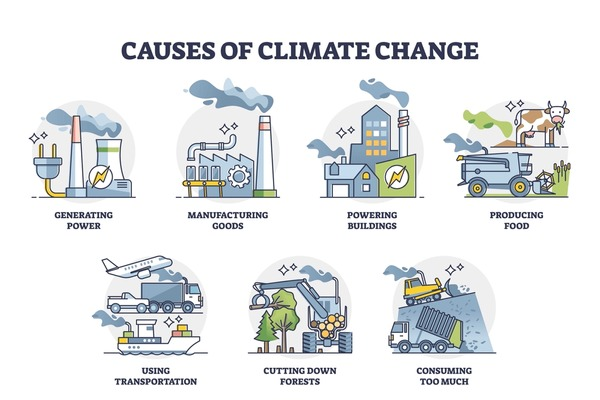 CAUSES OF CLIMATE CHANGE
GENERATING
POWER
MANUFACTURING
GOODS
POWERING
BUILDINGS
PRODUCING
FOOD
USING
TRANSPORTATION
CUTTING DOWN
FORESTS
CONSUMING
TOO MUCH